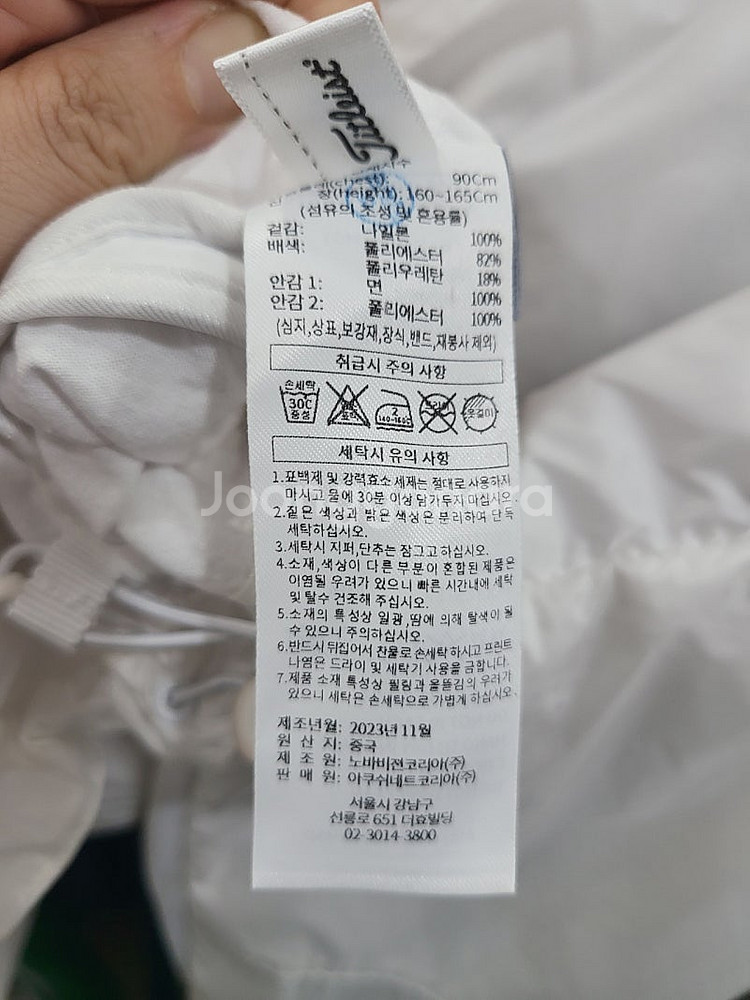 Titleist
90Cm
장(height): 160~165Cm
(섬유의 조성 및 혼용률)
겉감: 나일론 100%
배색: 폴리에스터 82%
폴리우레탄 18%
안감 1: 면 100%
안감 2: 폴리에스터 100%
(심지,상표,보강재,장식,밴드,재봉사 제외)
취급시 주의 사항
손세탁
30℃
중성
2
140~160℃
드라이
옷걸이
세탁시 유의 사항
1.표백제 및 강력효소 세제는 절대로 사용하지
마시고 물에 30분 이상 담가두지 마십시오.
2.짙은 색상과 밝은 색상은 분리하여 단독
세탁하십시오.
3.세탁시 지퍼,단추는 잠그고 하십시오.
4.소재,색상이 다른 부분이 혼합된 제품은
이염될 우려가 있으니 빠른 시간내에 세탁
및 탈수 건조해 주십시오.
5.소재의 특성상 일광,땀에 의해 탈색이 될
수 있으니 주의하십시오.
6.반드시 뒤집어서 찬물로 손세탁 하시고 프린트
나염은 드라이 및 세탁기 사용을 금합니다.
7.제품 소재 특성상 필링과 올뜯김의 우려가
있으니 세탁은 손세탁으로 가볍게 하십시오.
제조년월: 2023년 11월
원 산 지: 중국
제 조 원: 노바비젼코리아(주)
판 매 원: 아쿠쉬네트코리아(주)
서울시 강남구
선릉로 651 더효빌딩
02-3014-3800